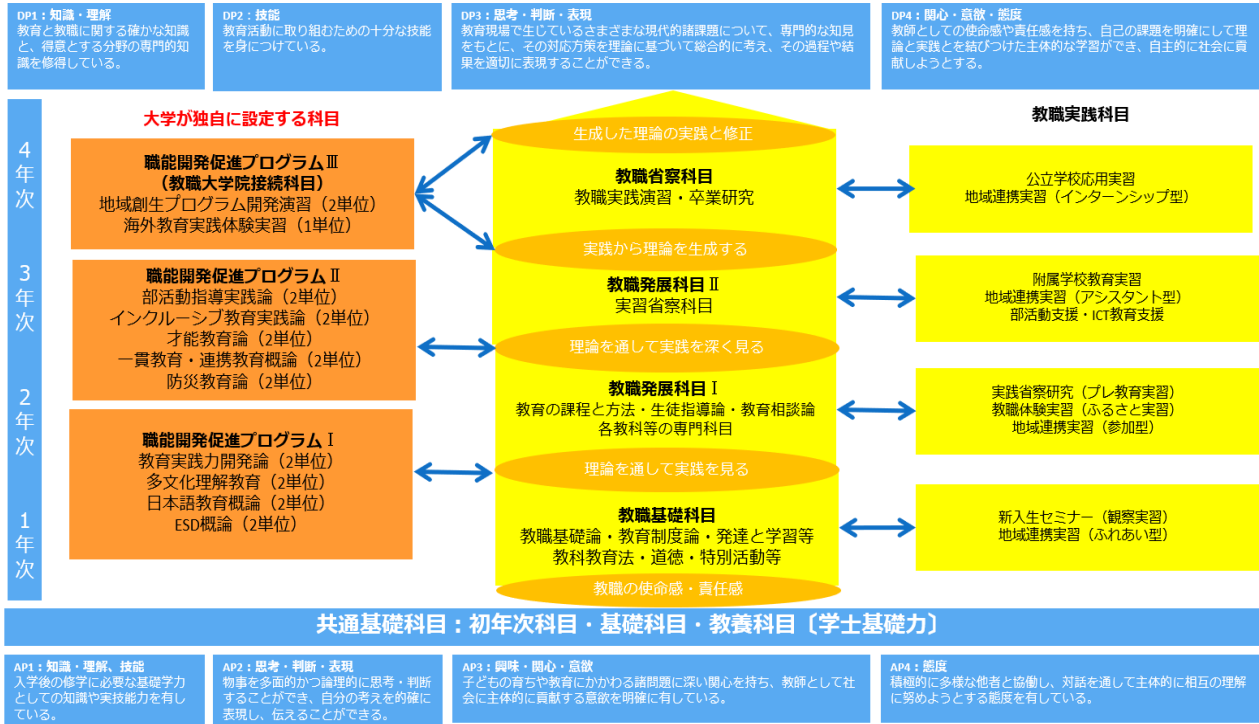 DP1：知識・理解
教育と教職に関する確かな知識
と、得意とする分野の専門的知
識を修得している。
DP2：技能
教育活動に取り組むための十分な技能
を身につけている。
DP3：思考・判断・表現
教育現場で生じているさまざまな現代的諸課題について、専門的な知見
をもとに、その対応方策を理論に基づいて総合的に考え、その過程や結
果を適切に表現することができる。
DP4：関心・意欲・態度
教師としての使命感や責任感を持ち、自己の課題を明確にして理
論と実践とを結びつけた主体的な学習ができ、自主的に社会に貢
献しようとする。
4年次
3年次
2年次
1年次
大学が独自に設定する科目
職能開発促進プログラムⅢ
（教職大学院接続科目）
地域創生プログラム開発演習（2単位）
海外教育実践体験実習（1単位）
職能開発促進プログラムⅡ
部活動指導実践論（2単位）
インクルーシブ教育実践論（2単位）
才能教育論（2単位）
一貫教育・連携教育概論（2単位）
防災教育論（2単位）
職能開発促進プログラムⅠ
教育実践力開発論（2単位）
多文化理解教育（2単位）
日本語教育概論（2単位）
ESD概論（2単位）
生成した理論の実践と修正
教職省察科目
教職実践演習・卒業研究
実践から理論を生成する
教職発展科目Ⅱ
実習省察科目
理論を通して実践を深く見る
教職発展科目Ⅰ
教育の課程と方法・生徒指導論・教育相談論
各教科等の専門科目
理論を通して実践を見る
教職基礎科目
教職基礎論・教育制度論・発達と学習等
教科教育法・道徳・特別活動等
教職の使命感・責任感
教職実践科目
公立学校応用実習
地域連携実習（インターンシップ型）
附属学校教育実習
地域連携実習（アシスタント型）
部活動支援・ICT教育支援
実践省察研究（プレ教育実習）
教職体験実習（ふるさと実習）
地域連携実習（参加型）
新入生セミナー（観察実習）
地域連携実習（ふれあい型）
共通基礎科目：初年次科目・基礎科目・教養科目〔学士基礎力〕
AP1：知識・理解、技能
入学後の修学に必要な基礎学力
としての知識や実技能力を有し
ている。
AP2：思考・判断・表現
物事を多面的かつ論理的に思考・判断
することができ、自分の考えを的確に
表現し、伝えることができる。
AP3：興味・関心・意欲
子どもの育ちや教育にかかわる諸問題に深い関心を持ち、教師として社
会に主体的に貢献する意欲を明確に有している。
AP4：態度
積極的に多様な他者と協働し、対話を通して主体的に相互の理解
に努めようとする態度を有している。